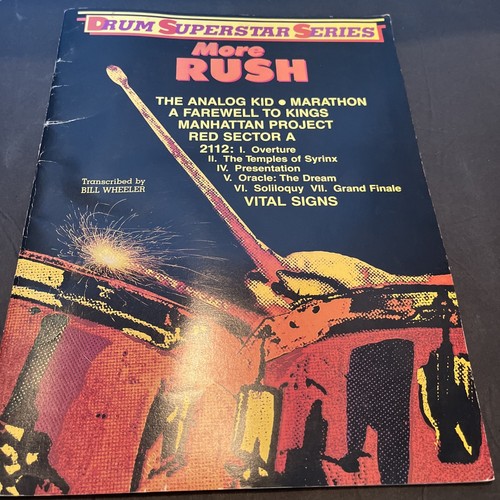 DRUM SUPERSTAR SERIES
More
RUSH
THE ANALOG KID • MARATHON
A FAREWELL TO KINGS
MANHATTAN PROJECT
RED SECTOR A
2112: I. Overture
II. The Temples of Syrinx
IV. Presentation
V. Oracle: The Dream
VI. Soliloquy VII. Grand Finale
VITAL SIGNS
Transcribed by
BILL WHEELER